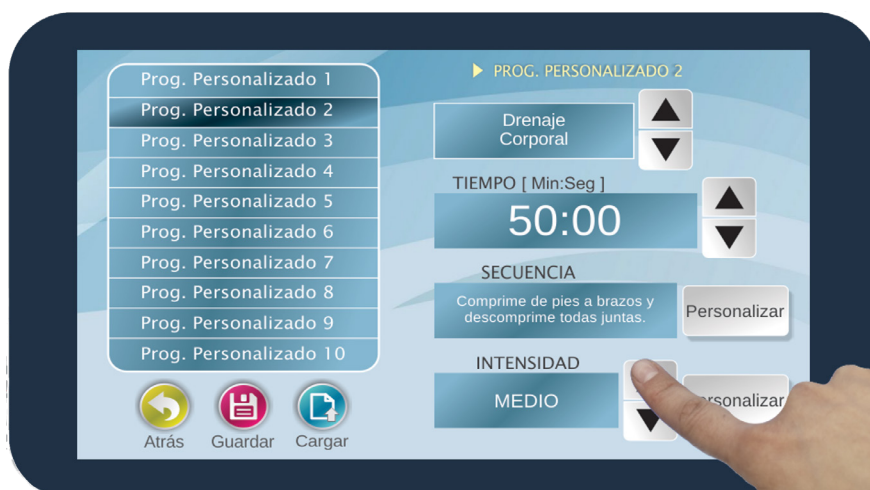 Prog. Personalizado 1
Prog. Personalizado 2
Prog. Personalizado 3
Prog. Personalizado 4
Prog. Personalizado 5
Prog. Personalizado 6
Prog. Personalizado 7
Prog. Personalizado 8
Prog. Personalizado 9
Prog. Personalizado 10
Atrás
Guardar
Cargar
PROG. PERSONALIZADO 2
Drenaje
Corporal
TIEMPO [ Min:Seg ]
50:00
SECUENCIA
Comprime de pies a brazos y
descomprime todas juntas.
Personalizar
INTENSIDAD
MEDIO
Personalizar